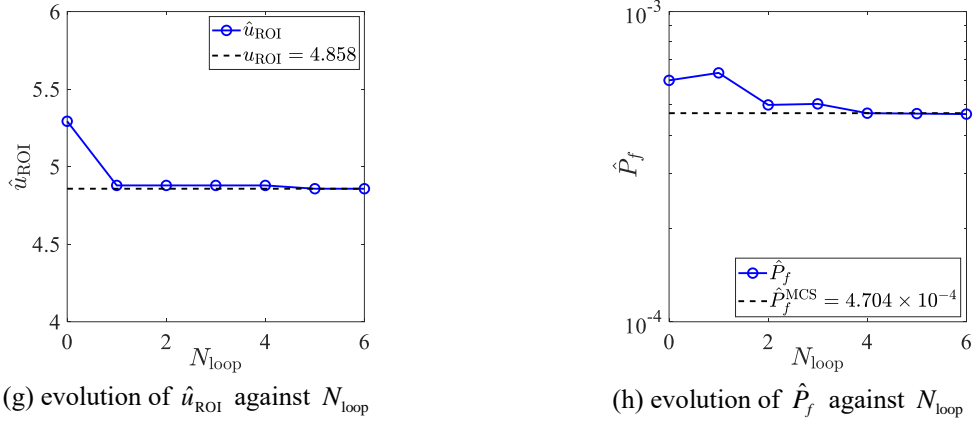 6
5.5
5
4.5
4
û_ROI
0 2 4 6
N_loop
û_ROI
u_ROI = 4.858
(g) evolution of û_ROI against N_loop
10^-3
10^-4
P̂_f
0 2 4 6
N_loop
P̂_f
P̂_f^MCS = 4.704 × 10^-4
(h) evolution of P̂_f against N_loop